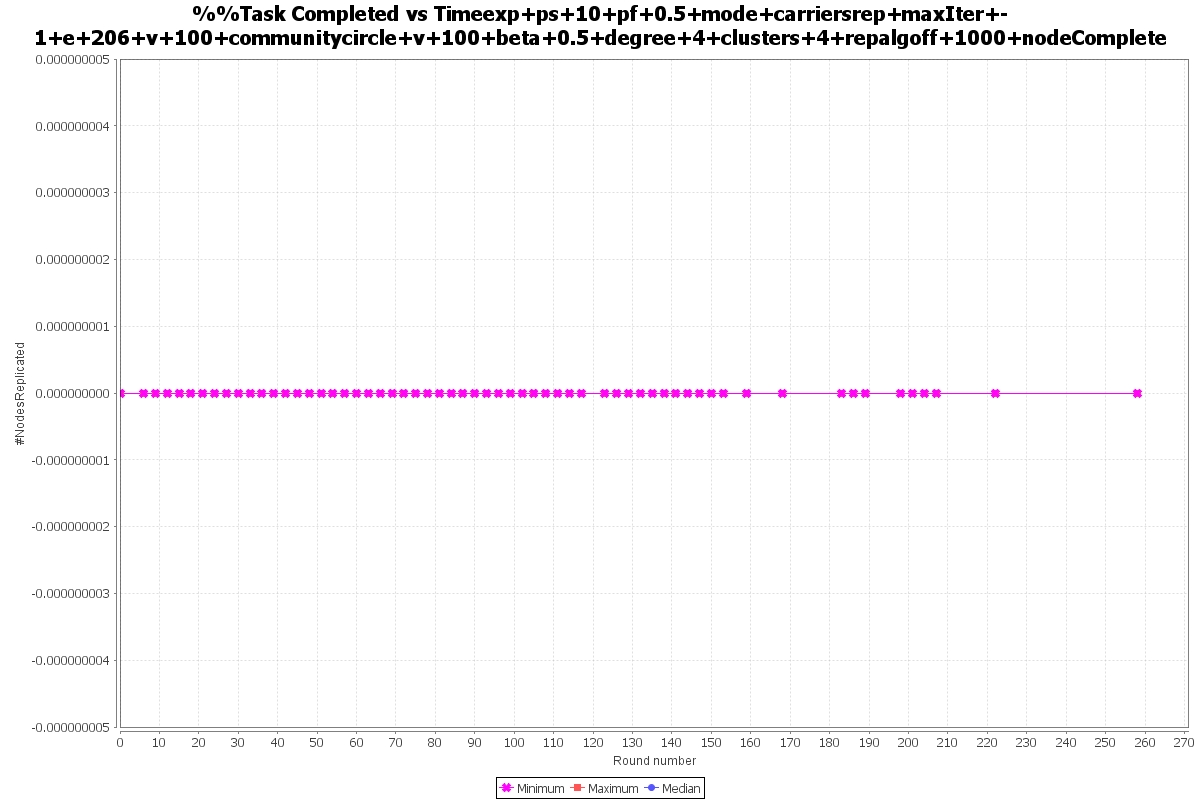 %%Task Completed vs Timeexp+ps+10+pf+0.5+mode+carriersrep+maxIter+-
1+e+206+v+100+communitycircle+v+100+beta+0.5+degree+4+clusters+4+repalgoff+1000+nodeComplete
0.000000005
0.000000004
0.000000003
0.000000002
0.000000001
0.000000000
-0.000000001
-0.000000002
-0.000000003
-0.000000004
-0.000000005
#NodesReplicated
0 10 20 30 40 50 60 70 80 90 100 110 120 130 140 150 160 170 180 190 200 210 220 230 240 250 260 270
Round number
Minimum Maximum Median